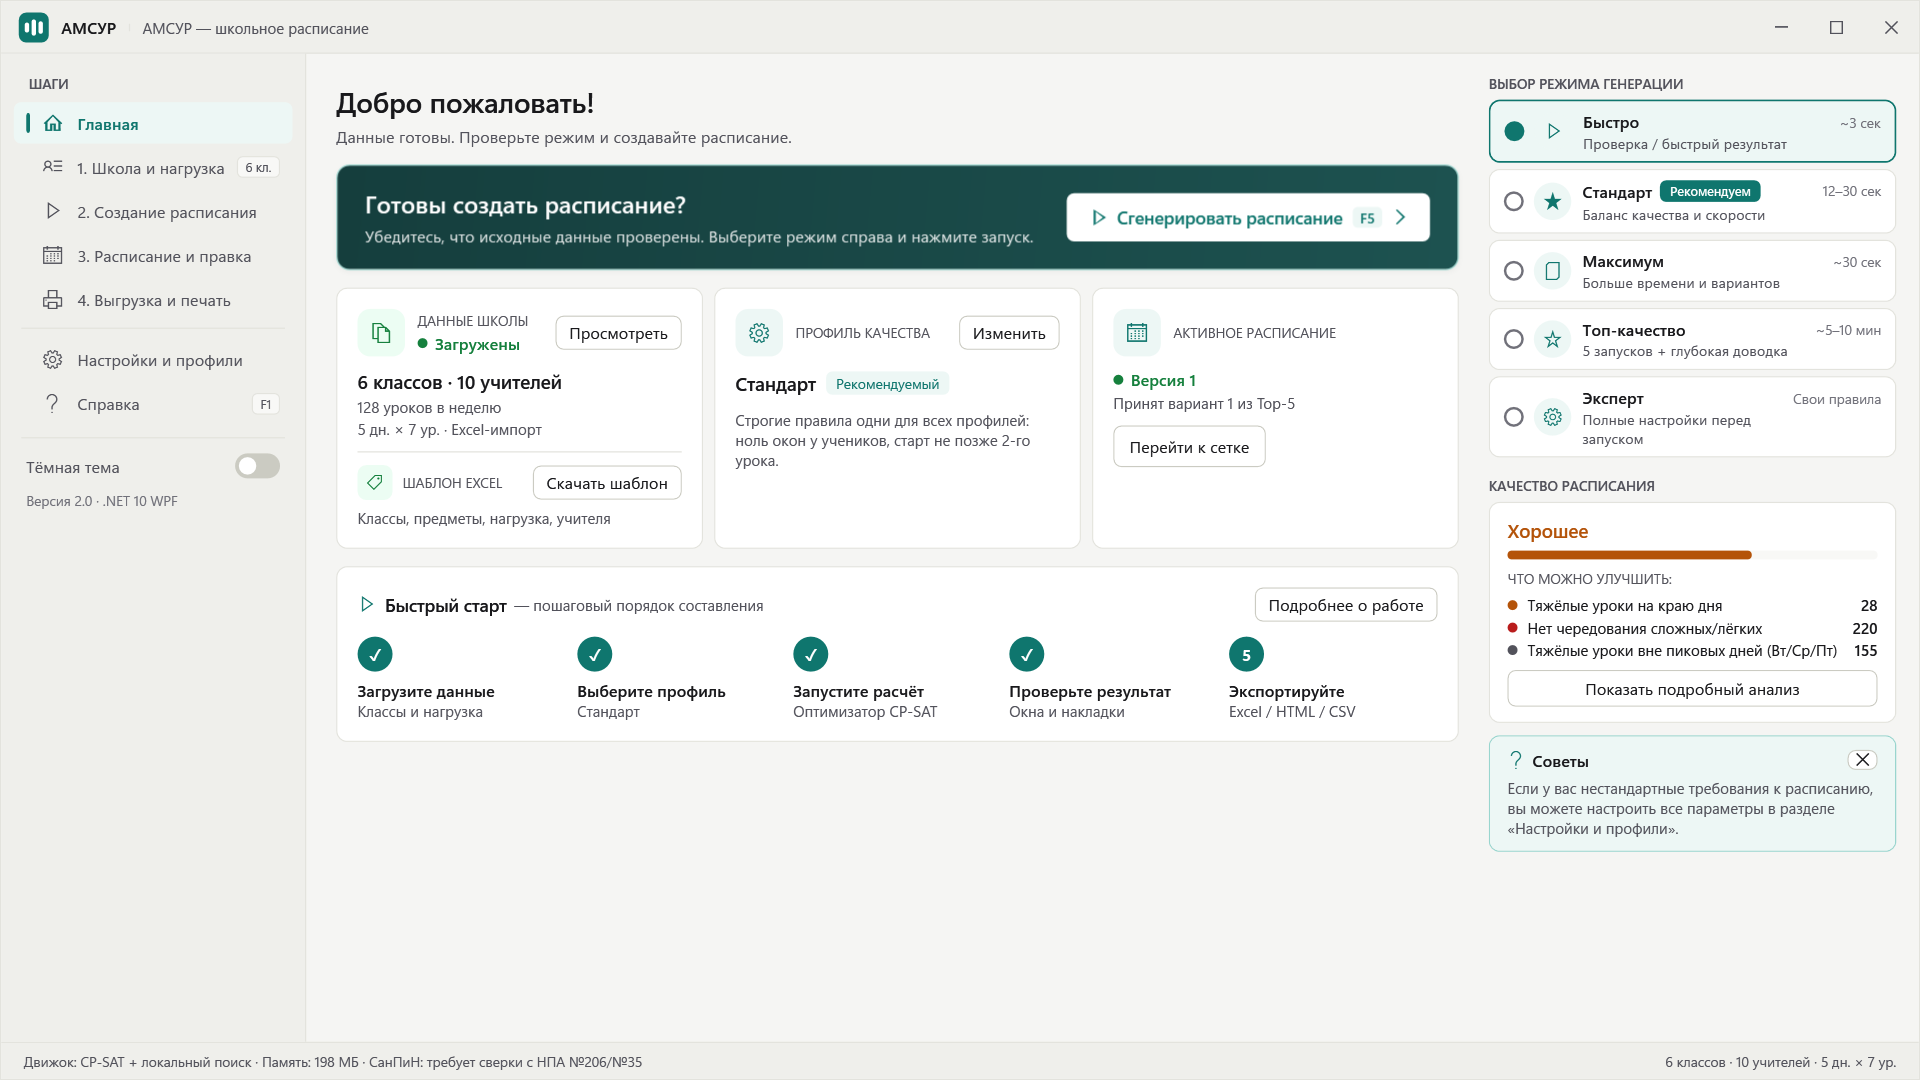 АМСУР
АМСУР — школьное расписание
ШАГИ
Главная
1. Школа и нагрузка
6 кл.
2. Создание расписания
3. Расписание и правка
4. Выгрузка и печать
Настройки и профили
Справка
F1
Тёмная тема
Версия 2.0 · .NET 10 WPF
Добро пожаловать!
Данные готовы. Проверьте режим и создавайте расписание.
Готовы создать расписание?
Убедитесь, что исходные данные проверены. Выберите режим справа и нажмите запуск.
Сгенерировать расписание
F5
ДАННЫЕ ШКОЛЫ
Загружены
Просмотреть
6 классов · 10 учителей
128 уроков в неделю
5 дн. × 7 ур. · Excel-импорт
ШАБЛОН EXCEL
Скачать шаблон
Классы, предметы, нагрузка, учителя
ПРОФИЛЬ КАЧЕСТВА
Изменить
Стандарт
Рекомендуемый
Строгие правила одни для всех профилей:
ноль окон у учеников, старт не позже 2-го
урока.
АКТИВНОЕ РАСПИСАНИЕ
Версия 1
Принят вариант 1 из Top-5
Перейти к сетке
Быстрый старт — пошаговый порядок составления
Подробнее о работе
Загрузите данные
Классы и нагрузка
Выберите профиль
Стандарт
Запустите расчёт
Оптимизатор CP-SAT
Проверьте результат
Окна и накладки
5
Экспортируйте
Excel / HTML / CSV
ВЫБОР РЕЖИМА ГЕНЕРАЦИИ
Быстро
~3 сек
Проверка / быстрый результат
Стандарт
Рекомендуем
12–30 сек
Баланс качества и скорости
Максимум
~30 сек
Больше времени и вариантов
Топ-качество
~5–10 мин
5 запусков + глубокая доводка
Эксперт
Свои правила
Полные настройки перед
запуском
КАЧЕСТВО РАСПИСАНИЯ
Хорошее
ЧТО МОЖНО УЛУЧШИТЬ:
Тяжёлые уроки на краю дня 28
Нет чередования сложных/лёгких 220
Тяжёлые уроки вне пиковых дней (Вт/Ср/Пт) 155
Показать подробный анализ
Советы
Если у вас нестандартные требования к расписанию,
вы можете настроить все параметры в разделе
«Настройки и профили».
Движок: CP-SAT + локальный поиск · Память: 198 МБ · СанПиН: требует сверки с НПА №206/№35
6 классов · 10 учителей · 5 дн. × 7 ур.